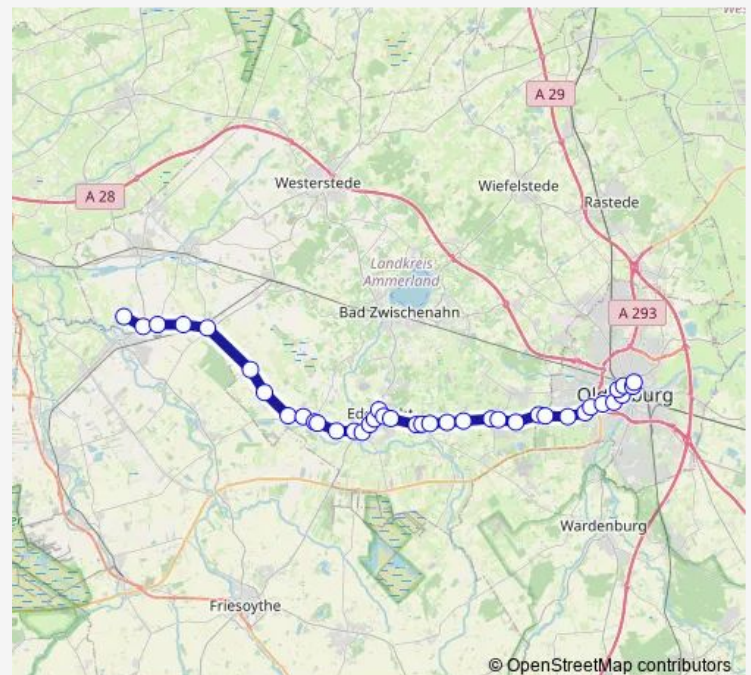 A 29
Westerstede
Wiefelstede
A 28
Rastede
Landkreis
Ammerland
Bad Zwischenahn
A 293
Wardenburg
Friesoythe
© OpenStreetMap contributors